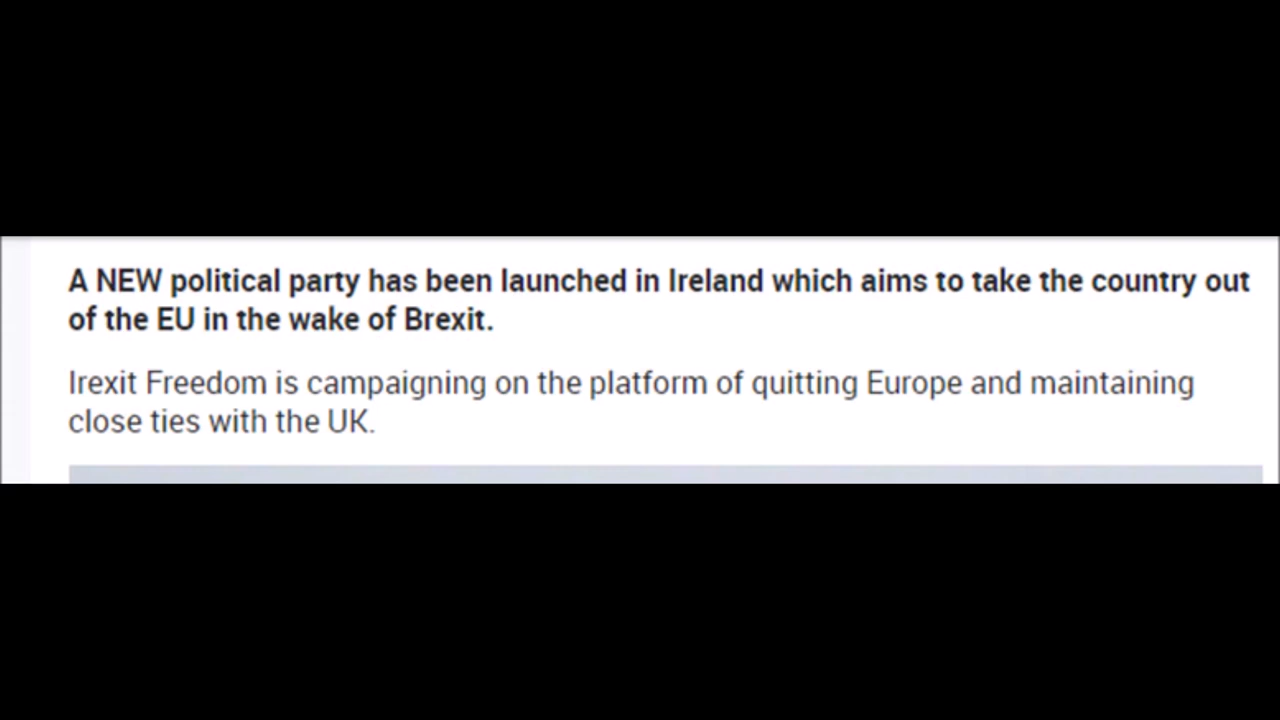 A NEW political party has been launched in Ireland which aims to take the country out
of the EU in the wake of Brexit.
Irexit Freedom is campaigning on the platform of quitting Europe and maintaining
close ties with the UK.